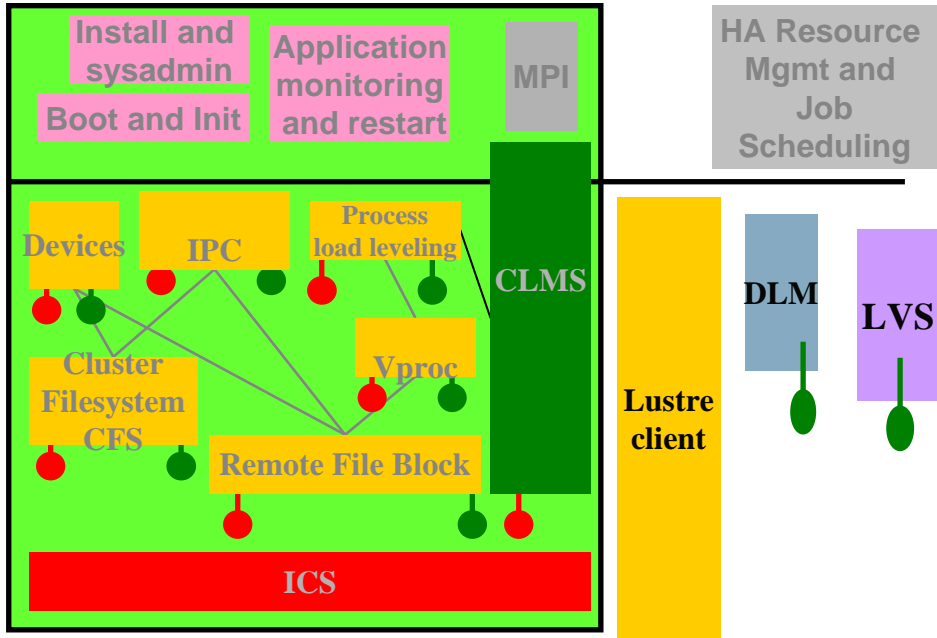 Install and
sysadmin
Boot and Init
Application
monitoring
and restart
MPI
HA Resource
Mgmt and
Job
Scheduling
Devices
IPC
Process
load leveling
CLMS
DLM
LVS
Cluster
Filesystem
CFS
Vproc
Lustre
client
Remote File Block
ICS